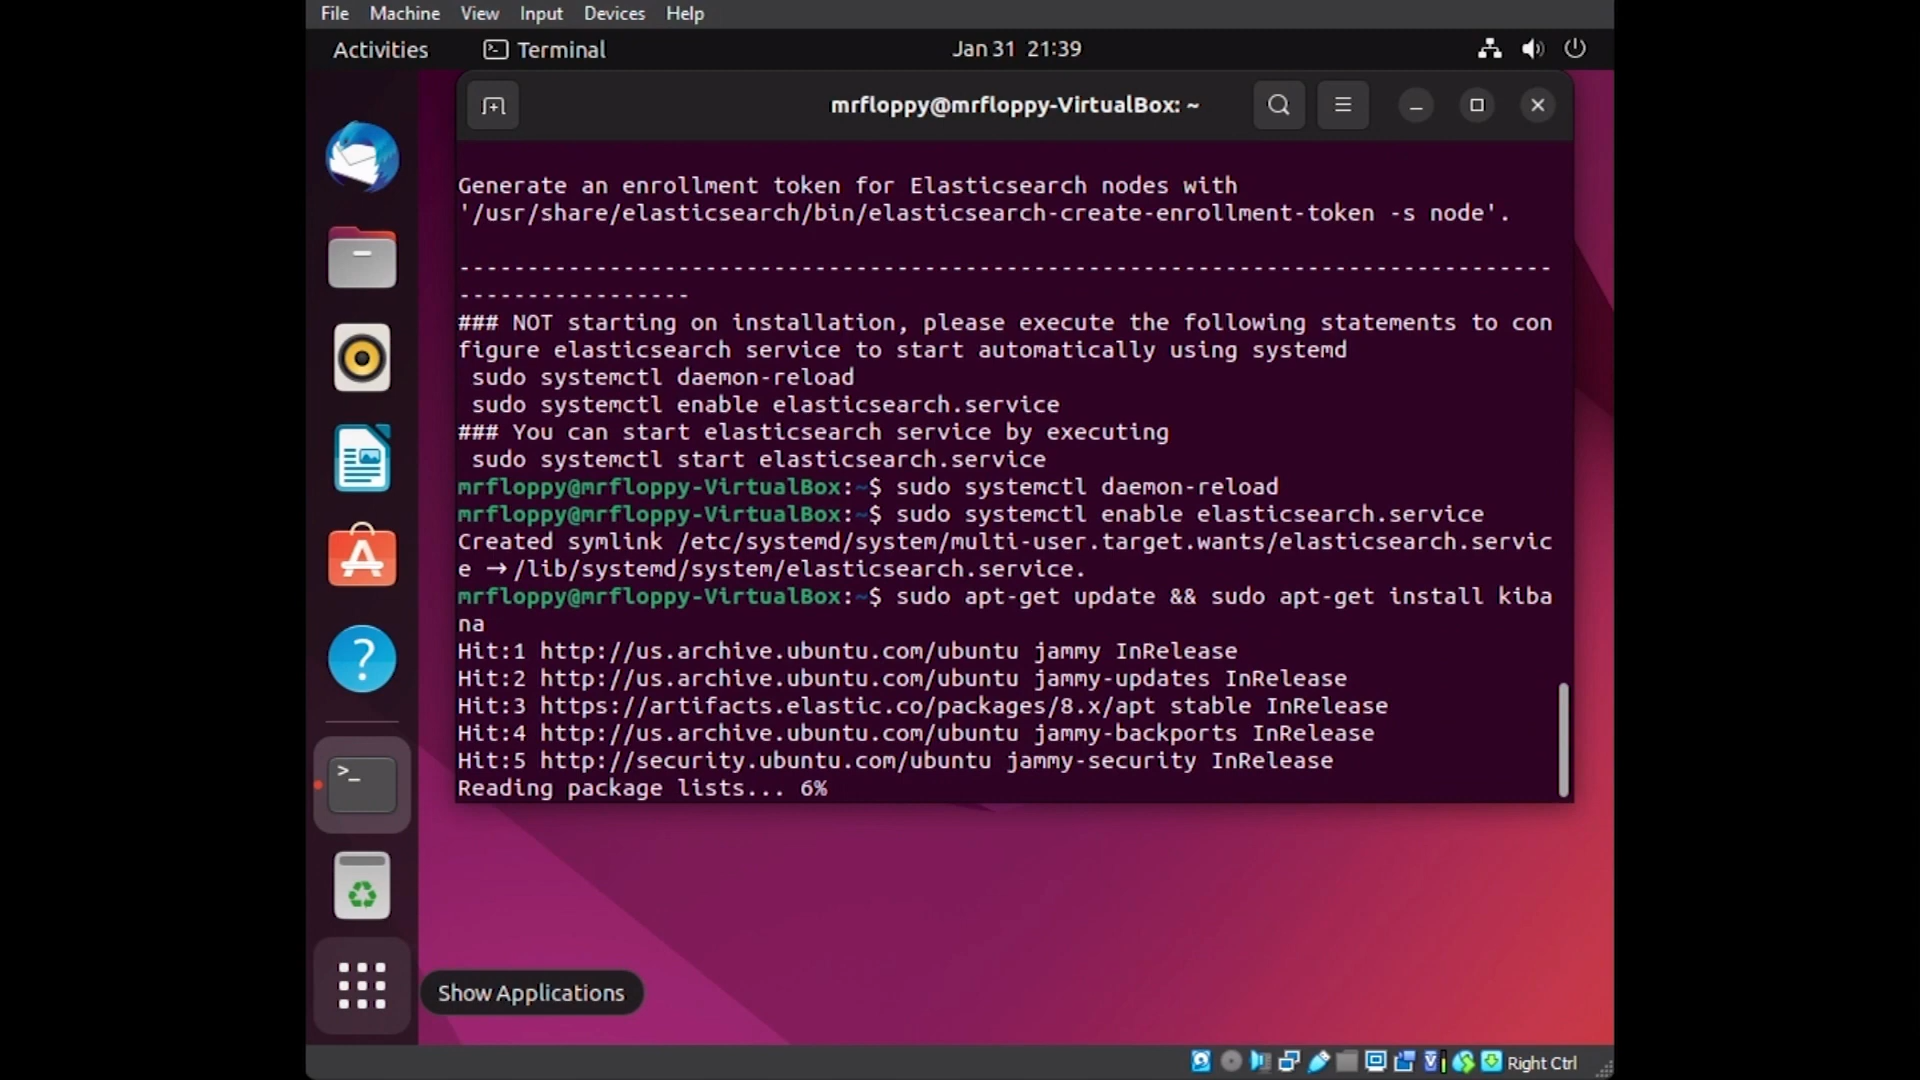 File Machine View Input Devices Help
Activities Terminal Jan 31 21:39
mrfloppy@mrfloppy-VirtualBox: ~
Generate an enrollment token for Elasticsearch nodes with
'/usr/share/elasticsearch/bin/elasticsearch-create-enrollment-token -s node'.
--------------------------------------------------------------------------------
-----------------
### NOT starting on installation, please execute the following statements to con
figure elasticsearch service to start automatically using systemd
sudo systemctl daemon-reload
sudo systemctl enable elasticsearch.service
### You can start elasticsearch service by executing
sudo systemctl start elasticsearch.service
mrfloppy@mrfloppy-VirtualBox:~$ sudo systemctl daemon-reload
mrfloppy@mrfloppy-VirtualBox:~$ sudo systemctl enable elasticsearch.service
Created symlink /etc/systemd/system/multi-user.target.wants/elasticsearch.servic
e → /lib/systemd/system/elasticsearch.service.
mrfloppy@mrfloppy-VirtualBox:~$ sudo apt-get update && sudo apt-get install kiba
na
Hit:1 http://us.archive.ubuntu.com/ubuntu jammy InRelease
Hit:2 http://us.archive.ubuntu.com/ubuntu jammy-updates InRelease
Hit:3 https://artifacts.elastic.co/packages/8.x/apt stable InRelease
Hit:4 http://us.archive.ubuntu.com/ubuntu jammy-backports InRelease
Hit:5 http://security.ubuntu.com/ubuntu jammy-security InRelease
Reading package lists... 6%
Show Applications
Right Ctrl